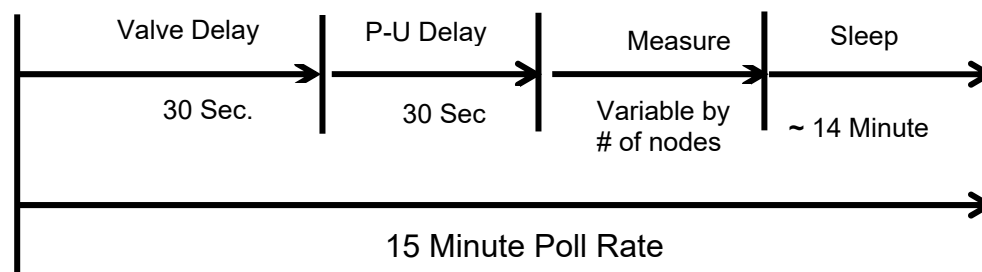 Valve Delay
P-U Delay
Measure
Sleep
30 Sec.
30 Sec
Variable by
# of nodes
~ 14 Minute
15 Minute Poll Rate